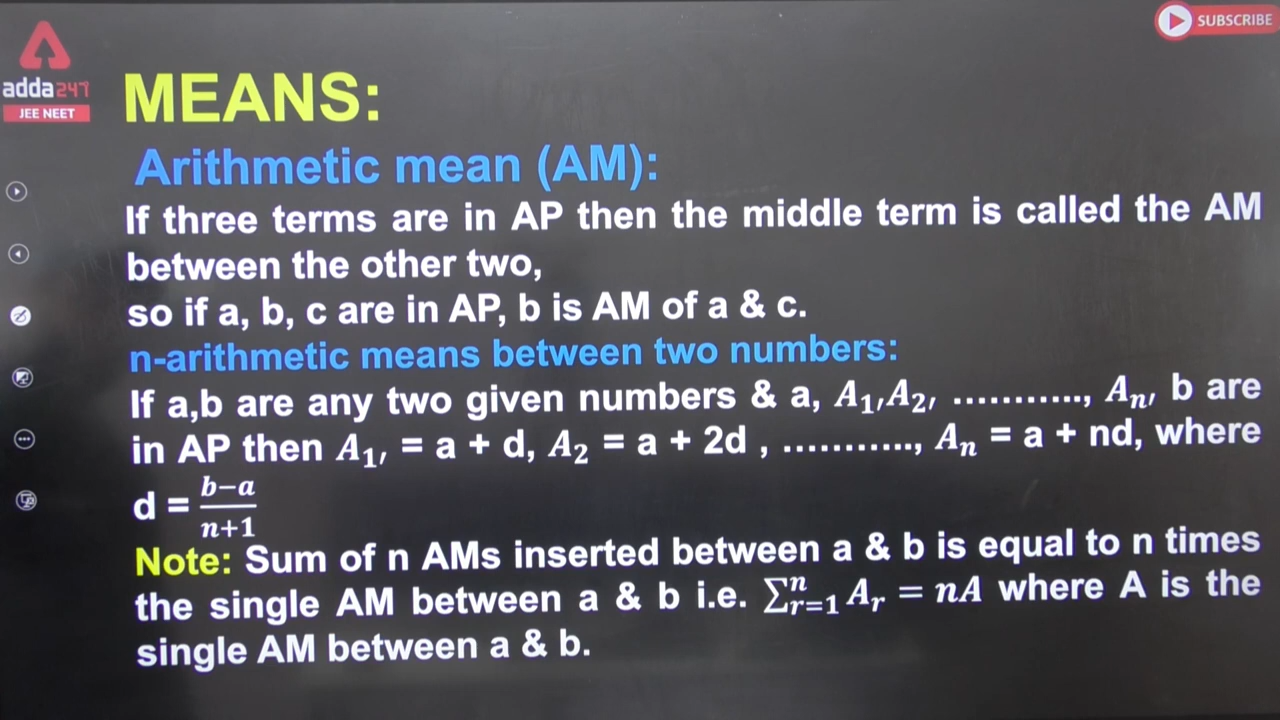 adda247
JEE NEET
SUBSCRIBE
MEANS:
Arithmetic mean (AM):
If three terms are in AP then the middle term is called the AM
between the other two,
so if a, b, c are in AP, b is AM of a & c.
n-arithmetic means between two numbers:
If a,b are any two given numbers & a, A₁,A₂, ..........., Aₙ, b are
in AP then A₁, = a + d, A₂ = a + 2d , ..........., Aₙ = a + nd, where
d = b−a
n+1
Note: Sum of n AMs inserted between a & b is equal to n times
the single AM between a & b i.e. ∑ⁿᵣ₌₁ Aᵣ = nA where A is the
single AM between a & b.